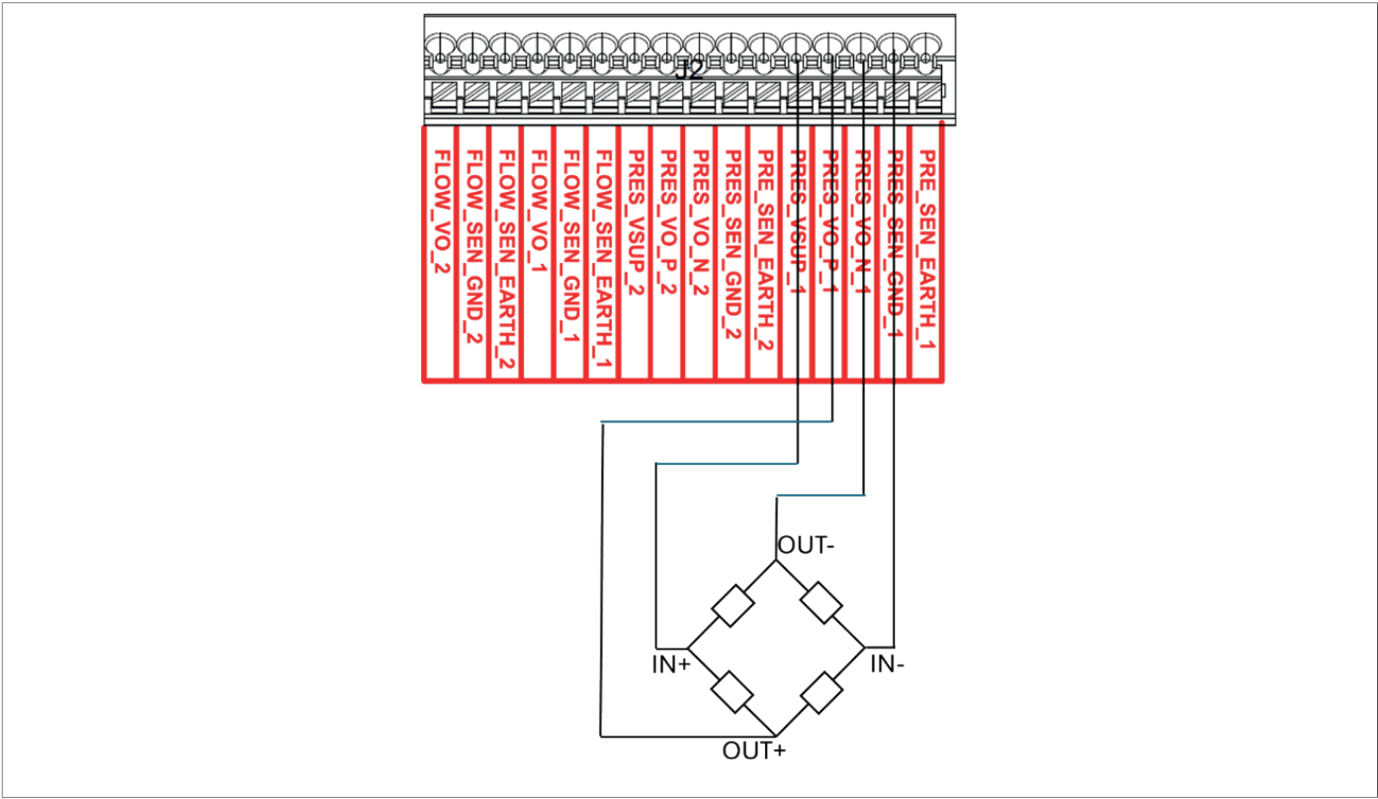 J2
FLOW_VO_2
FLOW_SEN_GND_2
FLOW_SEN_EARTH_2
FLOW_VO_1
FLOW_SEN_GND_1
FLOW_SEN_EARTH_1
PRES_VSUP_2
PRES_VO_P_2
PRES_VO_N_2
PRES_SEN_GND_2
PRE_SEN_EARTH_2
PRES_VSUP_1
PRES_VO_P_1
PRES_VO_N_1
PRES_SEN_GND_1
PRE_SEN_EARTH_1
OUT-
IN+
IN-
OUT+